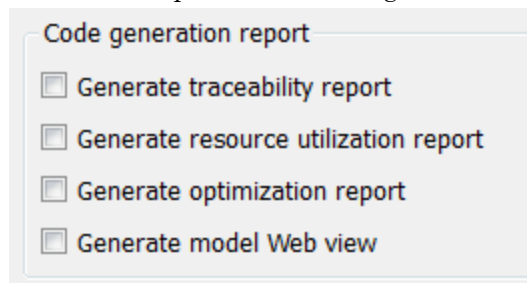 Code generation report
Generate traceability report
Generate resource utilization report
Generate optimization report
Generate model Web view